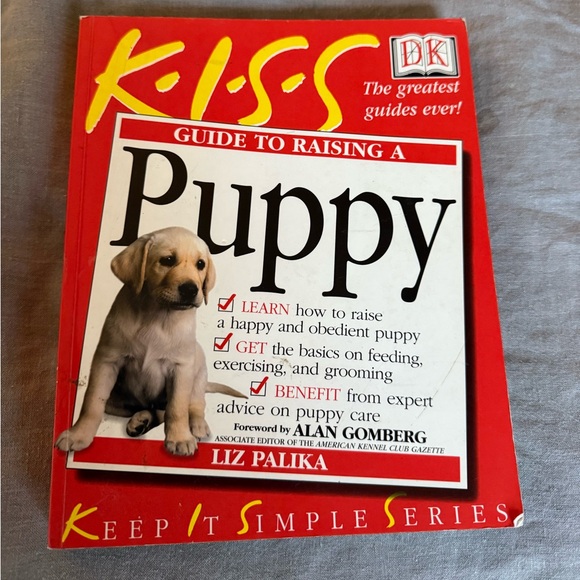 K·I·S·S
DK
The greatest
guides ever!
GUIDE TO RAISING A
Puppy
LEARN how to raise
a happy and obedient puppy
GET the basics on feeding,
exercising, and grooming
BENEFIT from expert
advice on puppy care
Foreword by ALAN GOMBERG
ASSOCIATE EDITOR OF THE AMERICAN KENNEL CLUB GAZETTE
LIZ PALIKA
KEEP IT SIMPLE SERIES